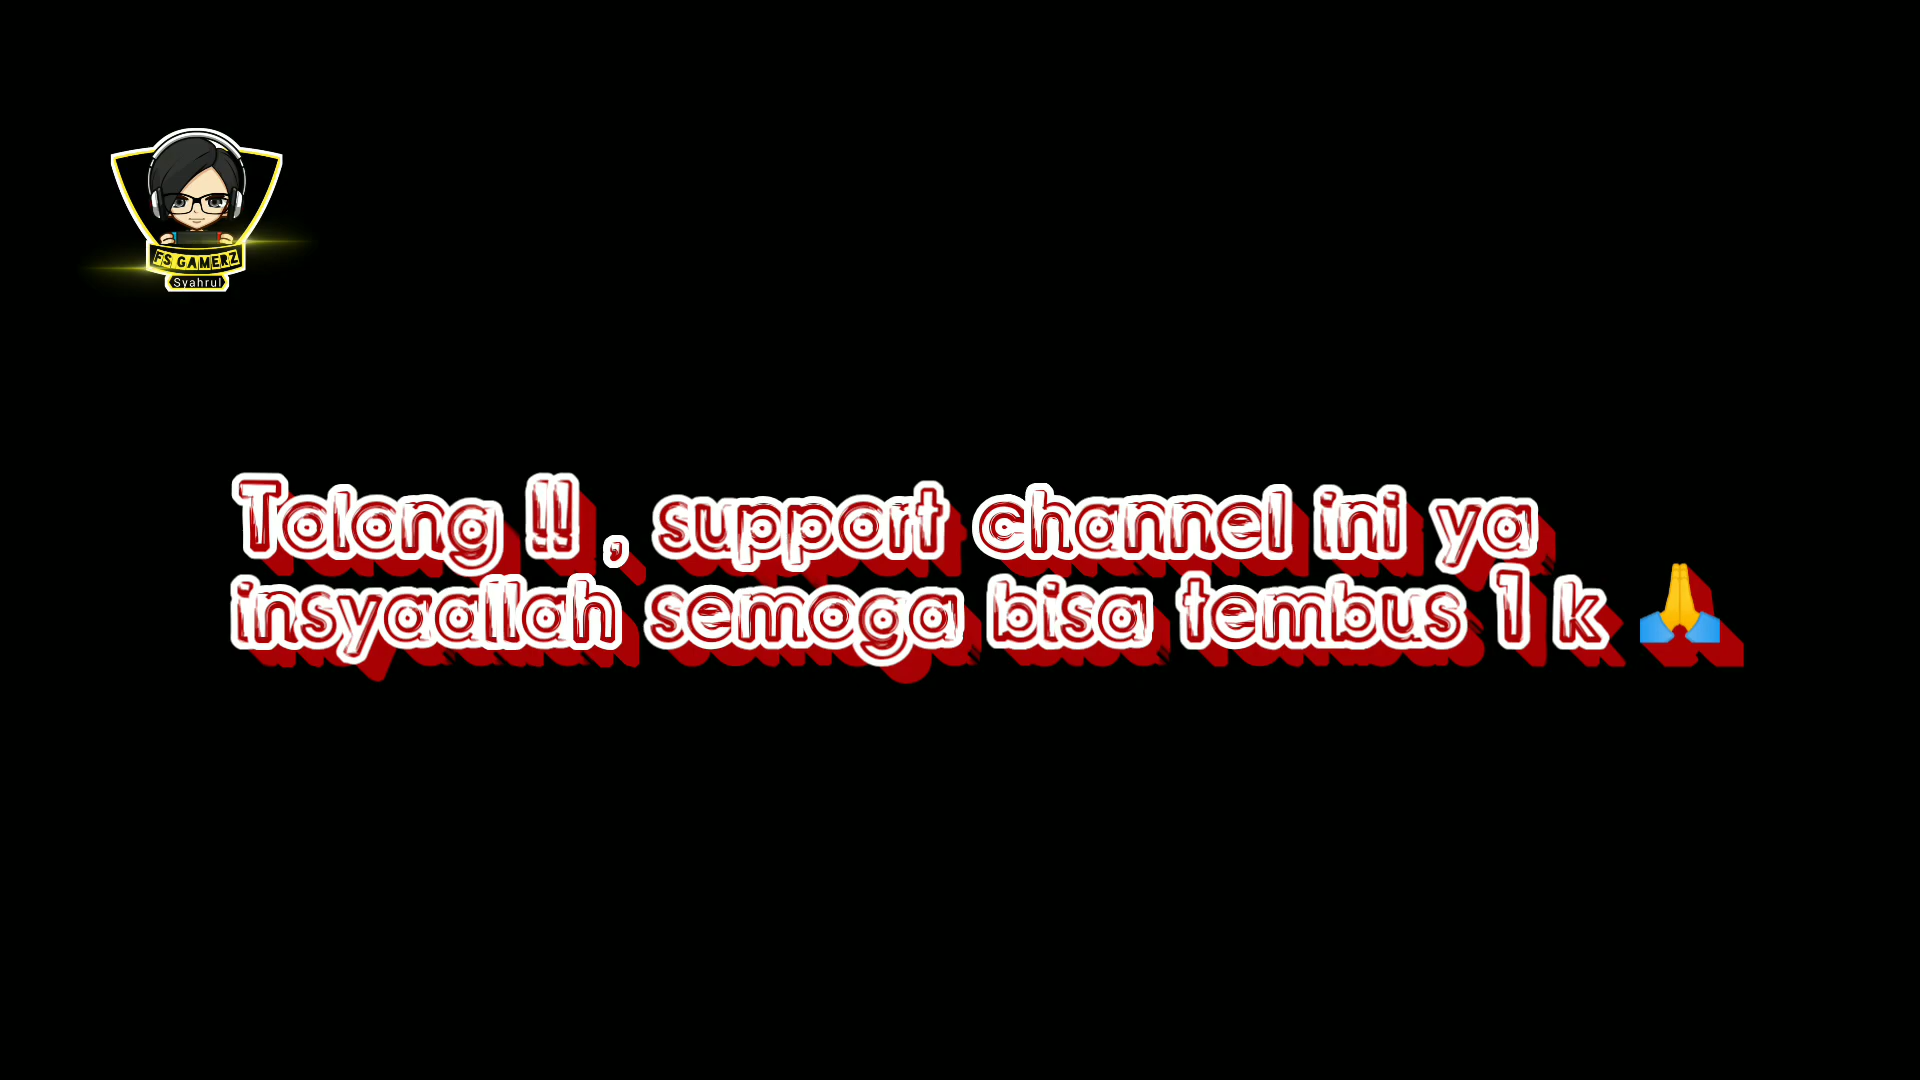 FS GAMERZ
Syahrul
Tolong !! , support channel ini ya
insyaallah semoga bisa tembus 1 k 🙏